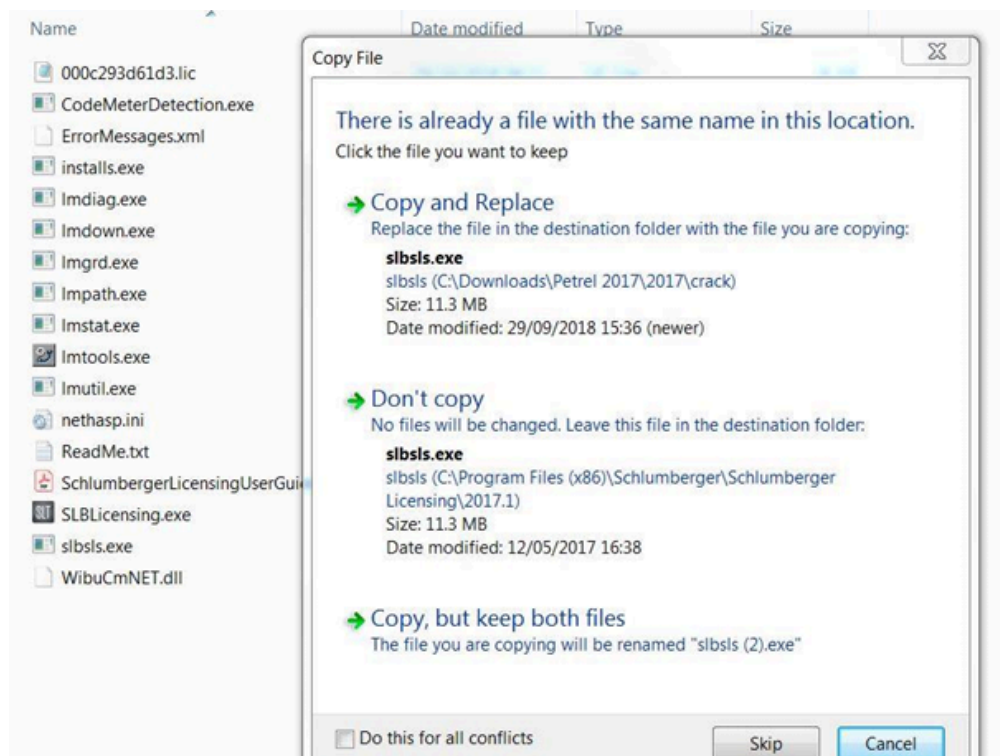 Name Date modified Type Size
Copy File
000c293d61d3.lic
CodeMeterDetection.exe
ErrorMessages.xml
installs.exe
lmdiag.exe
lmdown.exe
lmgrd.exe
lmpath.exe
lmstat.exe
lmtools.exe
lmutil.exe
nethasp.ini
ReadMe.txt
SchlumbergerLicensingUserGui
SLBLicensing.exe
slbsls.exe
WibuCmNET.dll
There is already a file with the same name in this location.
Click the file you want to keep
Copy and Replace
Replace the file in the destination folder with the file you are copying:
slbsls.exe
slbsls (C:\Downloads\Petrel 2017\2017\crack)
Size: 11.3 MB
Date modified: 29/09/2018 15:36 (newer)
Don't copy
No files will be changed. Leave this file in the destination folder:
slbsls.exe
slbsls (C:\Program Files (x86)\Schlumberger\Schlumberger
Licensing\2017.1)
Size: 11.3 MB
Date modified: 12/05/2017 16:38
Copy, but keep both files
The file you are copying will be renamed "slbsls (2).exe"
Do this for all conflicts
Skip
Cancel